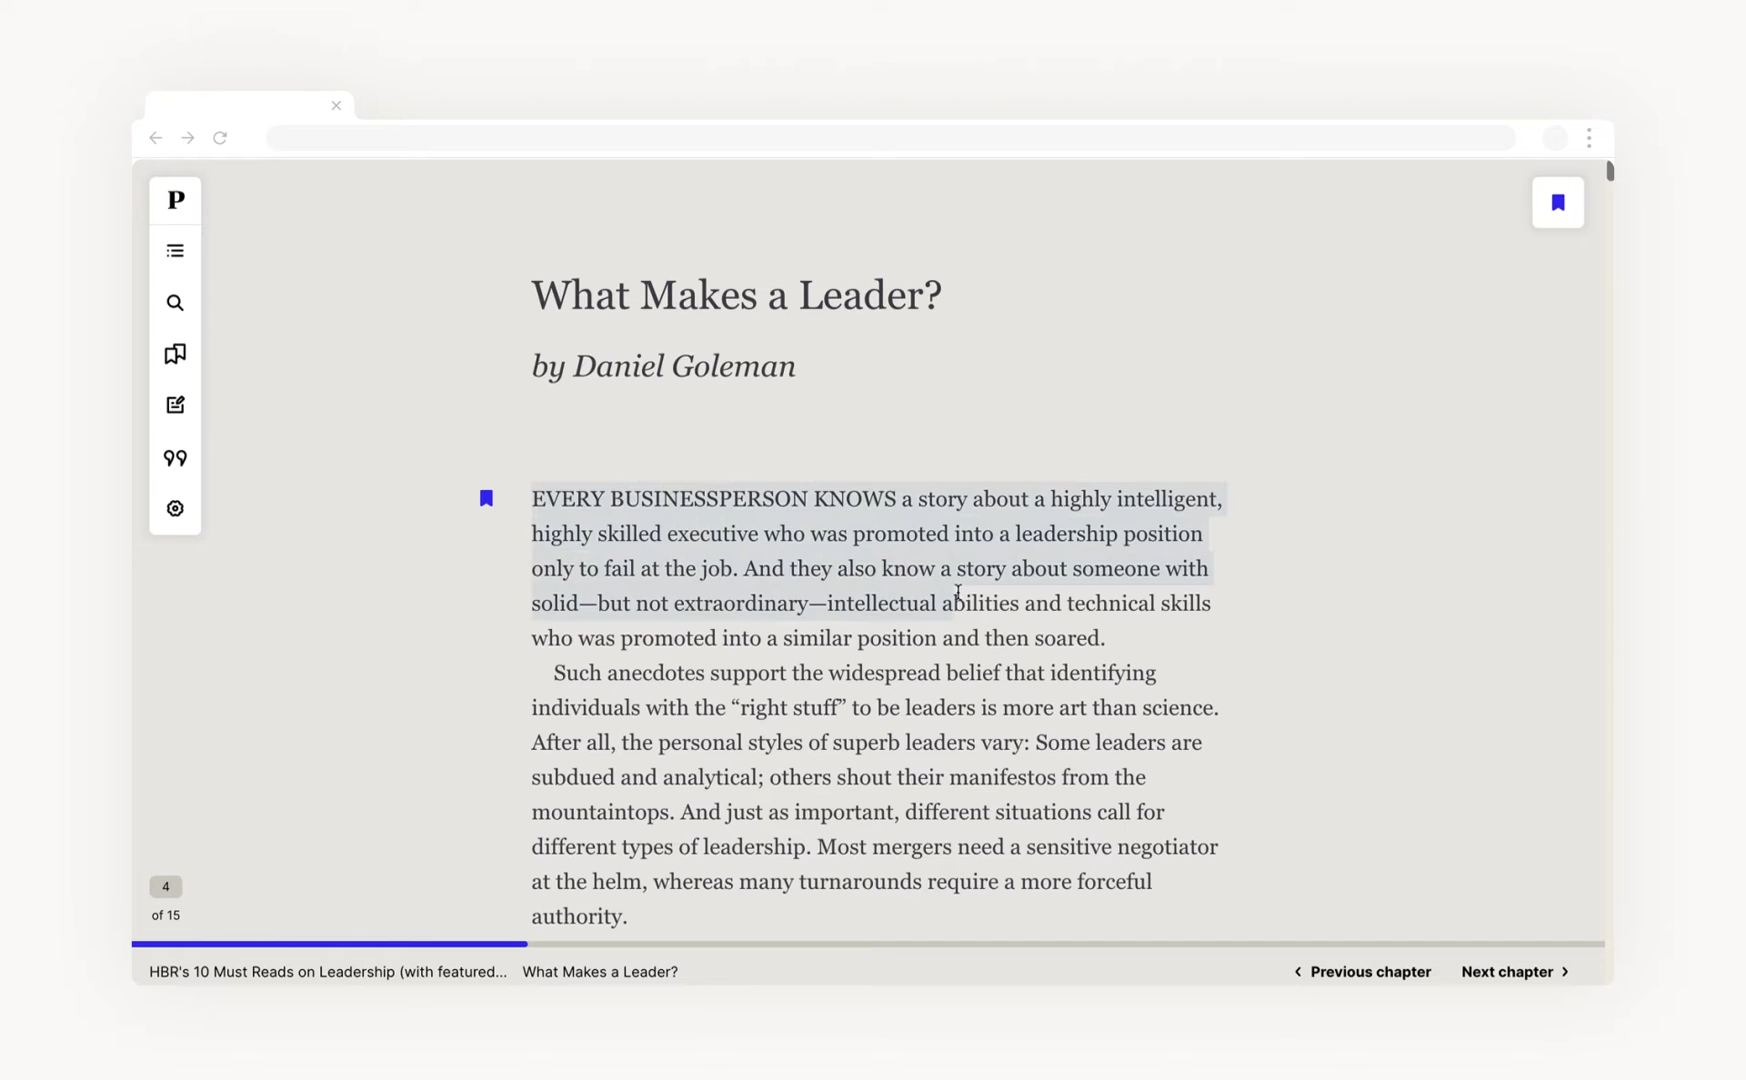 P
What Makes a Leader?
by Daniel Goleman
EVERY BUSINESSPERSON KNOWS a story about a highly intelligent,
highly skilled executive who was promoted into a leadership position
only to fail at the job. And they also know a story about someone with
solid—but not extraordinary—intellectual abilities and technical skills
who was promoted into a similar position and then soared.
Such anecdotes support the widespread belief that identifying
individuals with the “right stuff” to be leaders is more art than science.
After all, the personal styles of superb leaders vary: Some leaders are
subdued and analytical; others shout their manifestos from the
mountaintops. And just as important, different situations call for
different types of leadership. Most mergers need a sensitive negotiator
at the helm, whereas many turnarounds require a more forceful
authority.
4
of 15
HBR's 10 Must Reads on Leadership (with featured... What Makes a Leader?
Previous chapter Next chapter